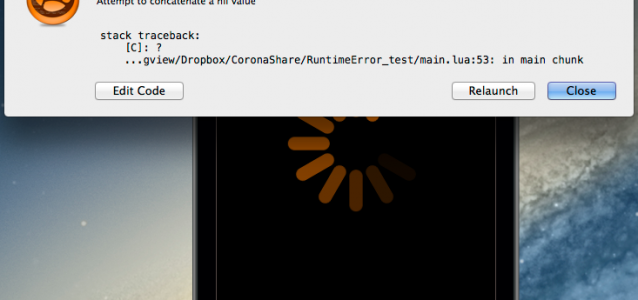 Attempt to concatenate a nil value
stack traceback:
[C]: ?
...gview/Dropbox/CoronaShare/RuntimeError_test/main.lua:53: in main chunk
Edit Code
Relaunch
Close